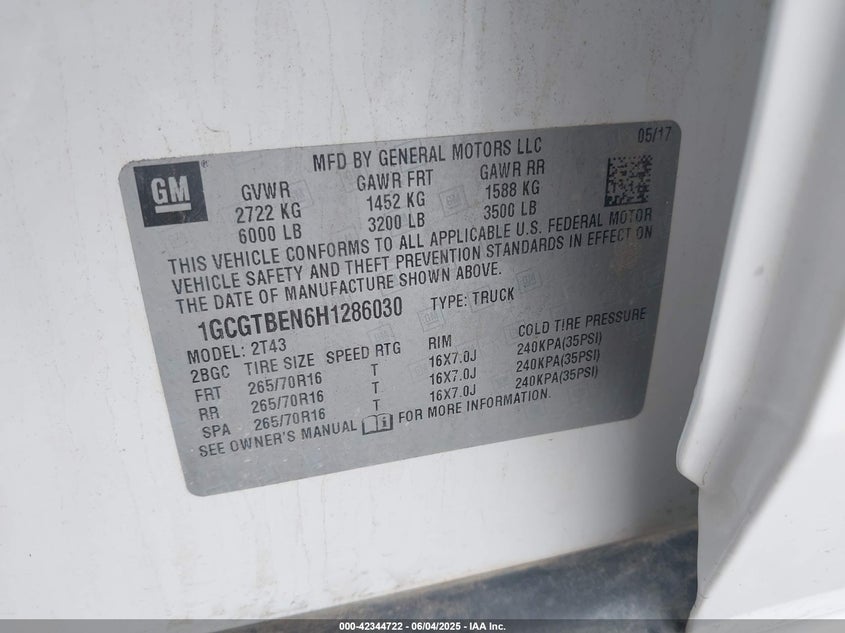 05/17
MFD BY GENERAL MOTORS LLC
GM
GVWR GAWR FRT GAWR RR
2722 KG 1452 KG 1588 KG
6000 LB 3200 LB 3500 LB
THIS VEHICLE CONFORMS TO ALL APPLICABLE U.S. FEDERAL MOTOR
VEHICLE SAFETY AND THEFT PREVENTION STANDARDS IN EFFECT ON
THE DATE OF MANUFACTURE SHOWN ABOVE.
1GCGTBEN6H1286030 TYPE: TRUCK
MODEL: 2T43
2BGC TIRE SIZE SPEED RTG RIM COLD TIRE PRESSURE
FRT 265/70R16 T 16X7.0J 240KPA(35PSI)
RR 265/70R16 T 16X7.0J 240KPA(35PSI)
SPA 265/70R16 T 16X7.0J 240KPA(35PSI)
SEE OWNER'S MANUAL FOR MORE INFORMATION.
000-42344722 - 06/04/2025 - IAA Inc.